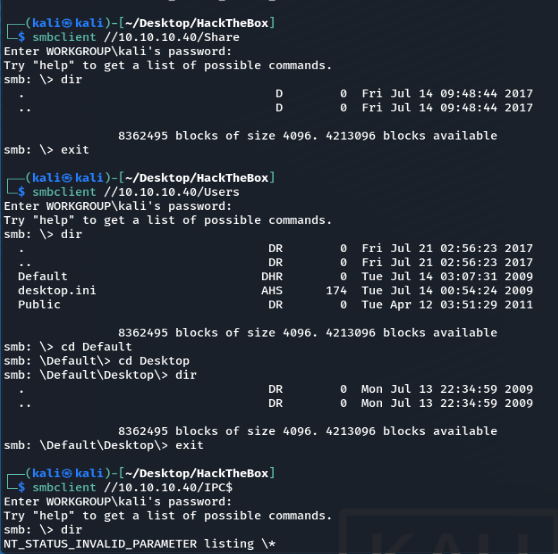 ┌──(kali㉿kali)-[~/Desktop/HackTheBox]
└─$ smbclient //10.10.10.40/Share
Enter WORKGROUP\kali's password:
Try "help" to get a list of possible commands.
smb: \> dir
  .                                   D        0  Fri Jul 14 09:48:44 2017
  ..                                  D        0  Fri Jul 14 09:48:44 2017
                8362495 blocks of size 4096. 4213096 blocks available
smb: \> exit
┌──(kali㉿kali)-[~/Desktop/HackTheBox]
└─$ smbclient //10.10.10.40/Users
Enter WORKGROUP\kali's password:
Try "help" to get a list of possible commands.
smb: \> dir
  .                                  DR        0  Fri Jul 21 02:56:23 2017
  ..                                 DR        0  Fri Jul 21 02:56:23 2017
  Default                           DHR        0  Tue Jul 14 03:07:31 2009
  desktop.ini                       AHS      174  Tue Jul 14 00:54:24 2009
  Public                             DR        0  Tue Apr 12 03:51:29 2011
                8362495 blocks of size 4096. 4213096 blocks available
smb: \> cd Default
smb: \Default\> cd Desktop
smb: \Default\Desktop\> dir
  .                                  DR        0  Mon Jul 13 22:34:59 2009
  ..                                 DR        0  Mon Jul 13 22:34:59 2009
                8362495 blocks of size 4096. 4213096 blocks available
smb: \Default\Desktop\> exit
┌──(kali㉿kali)-[~/Desktop/HackTheBox]
└─$ smbclient //10.10.10.40/IPC$
Enter WORKGROUP\kali's password:
Try "help" to get a list of possible commands.
smb: \> dir
NT_STATUS_INVALID_PARAMETER listing \*